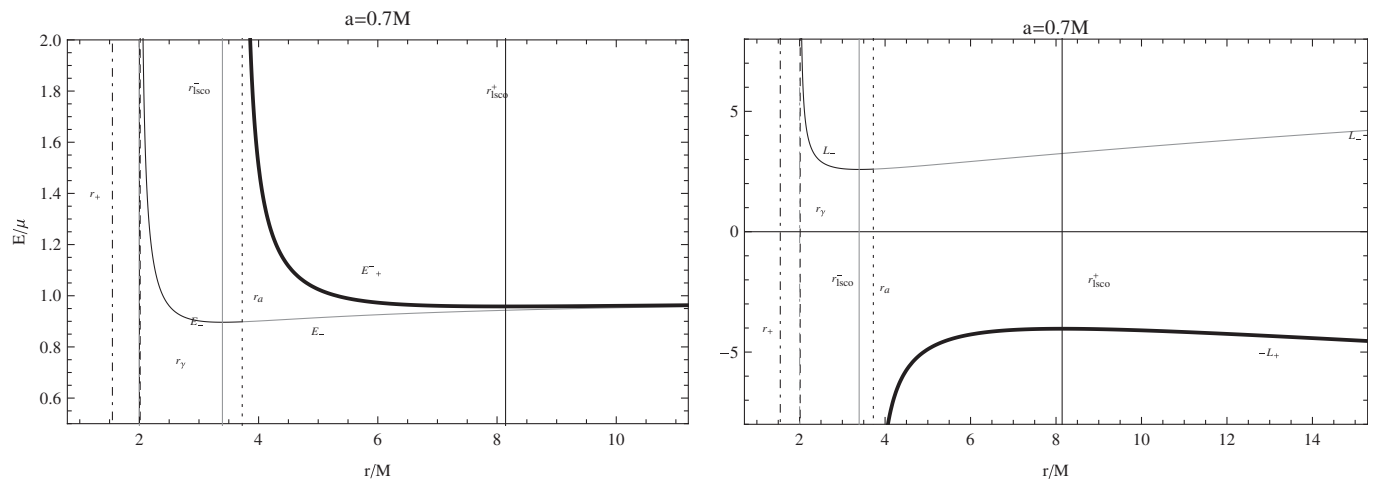 a=0.7M
2.0
1.8
1.6
1.4
1.2
1.0
0.8
0.6
E/μ
r₊
r⁻lsco
r⁺lsco
E⁻₊
rₐ
E₋
E₋
rγ
2
4
6
8
10
r/M
a=0.7M
5
0
−5
L₋
L₋
rγ
r⁻lsco
rₐ
r⁺lsco
r₊
−L₊
2
4
6
8
10
12
14
r/M